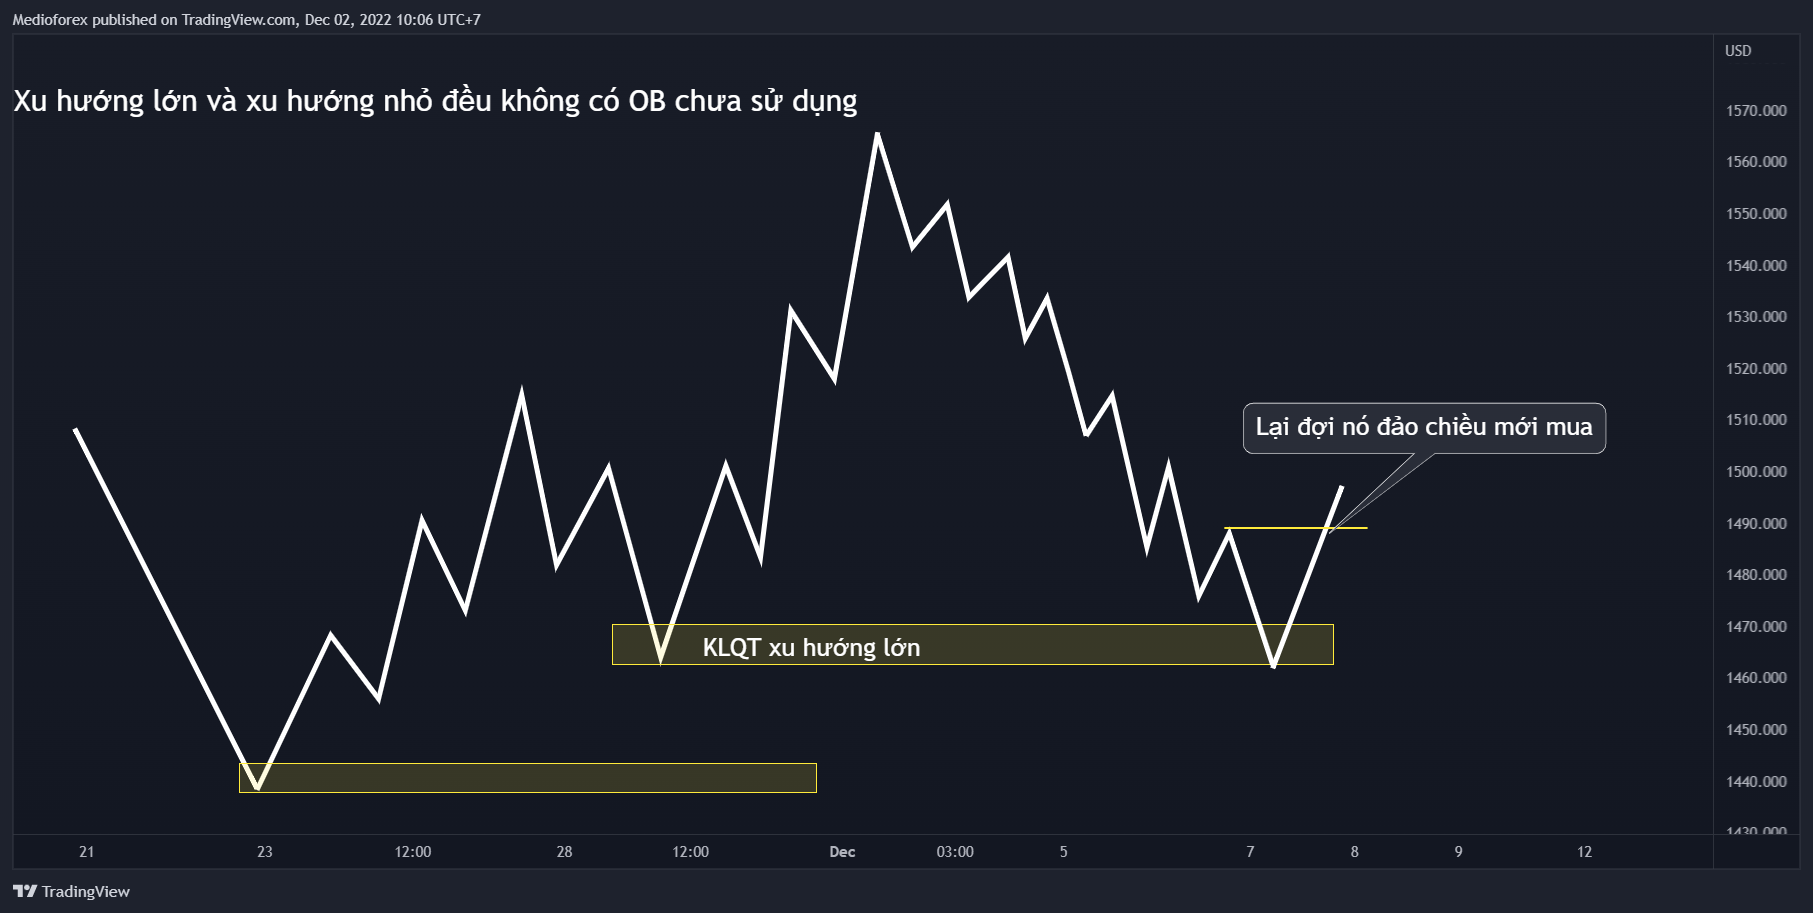 Medioforex published on TradingView.com, Dec 02, 2022 10:06 UTC+7
USD
Xu hướng lớn và xu hướng nhỏ đều không có OB chưa sử dụng
1570.000
1560.000
1550.000
1540.000
1530.000
1520.000
1510.000
Lại đợi nó đảo chiều mới mua
1500.000
1490.000
1480.000
1470.000
KLQT xu hướng lớn
1460.000
1450.000
1440.000
1430.000
21 23 12:00 28 12:00 Dec 03:00 5 7 8 9 12
TradingView